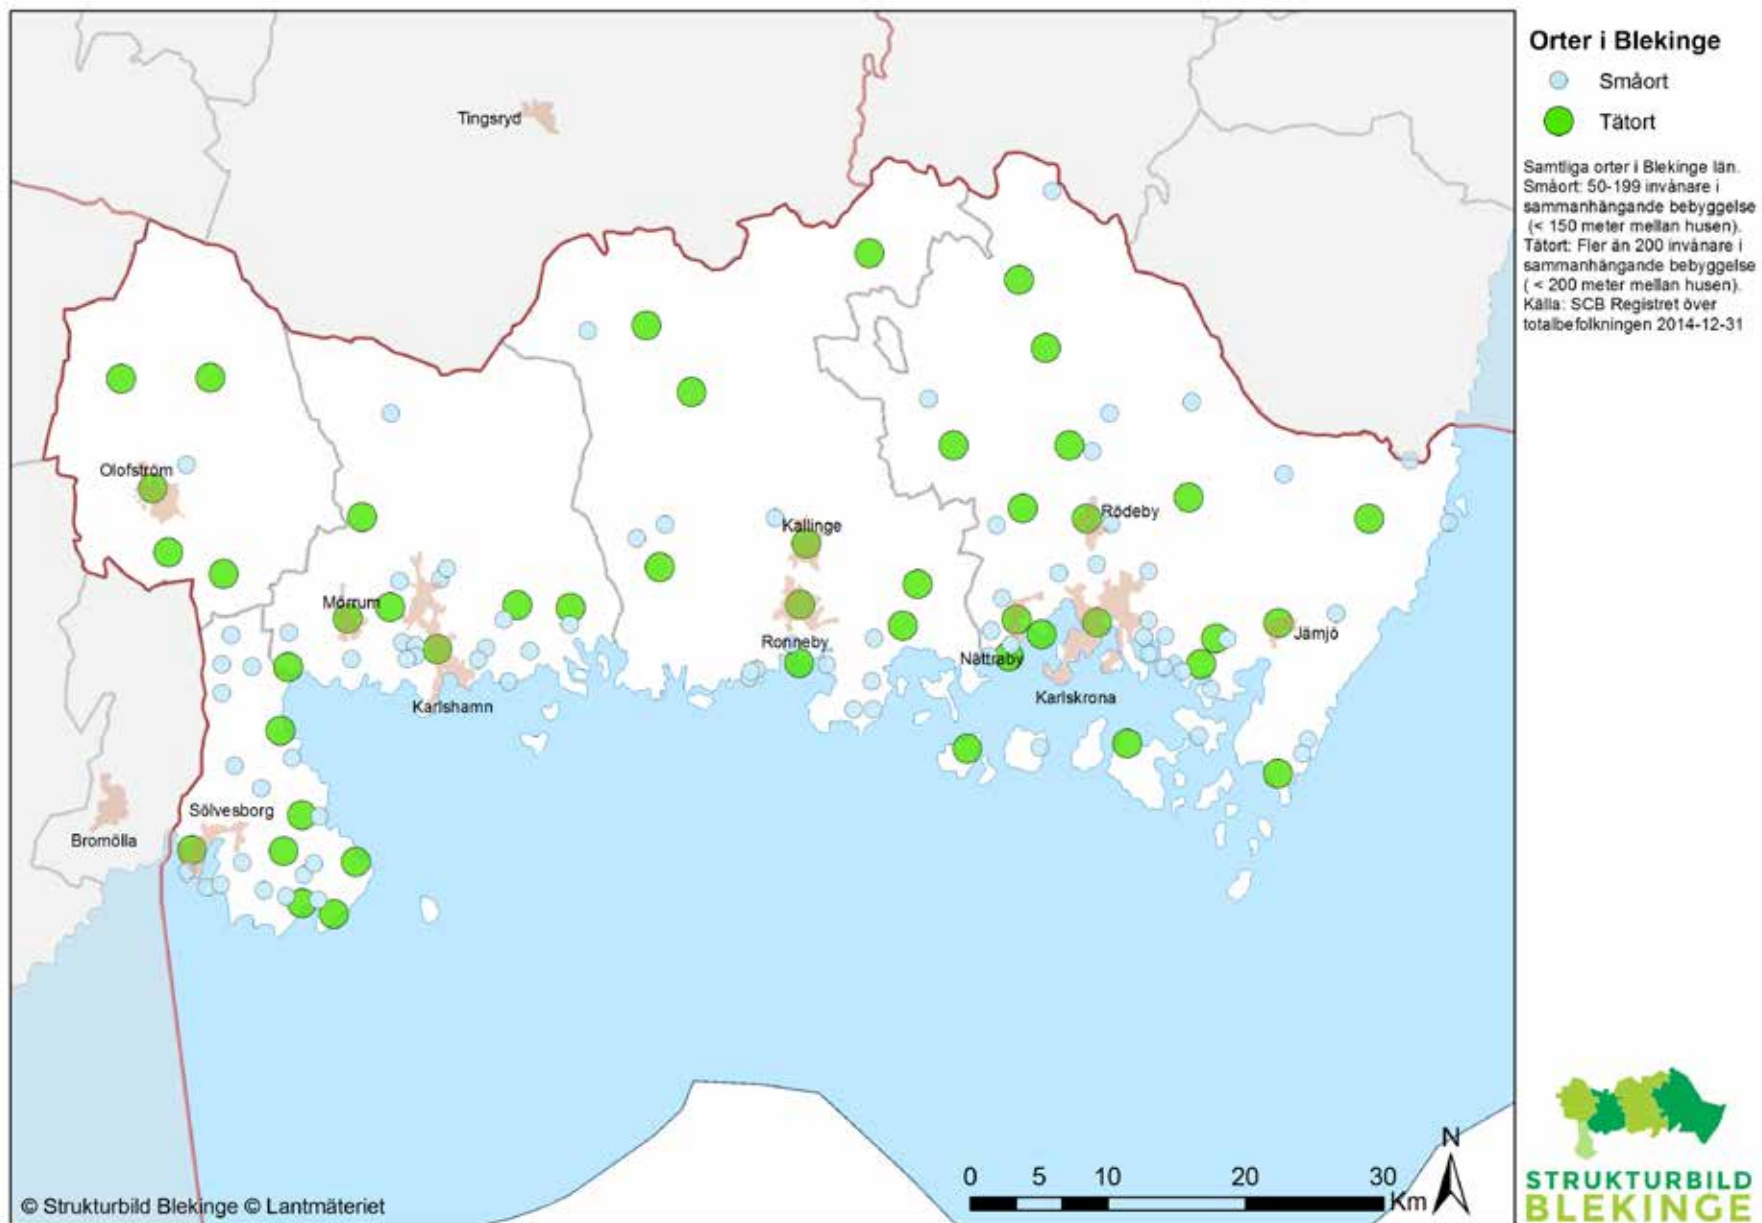 Orter i Blekinge
Småort
Tätort
Samtliga orter i Blekinge län.
Småort: 50-199 invånare i
sammanhängande bebyggelse
(< 150 meter mellan husen).
Tätort: Fler än 200 invånare i
sammanhängande bebyggelse
( < 200 meter mellan husen).
Källa: SCB Registret över
totalbefolkningen 2014-12-31
Tingsryd
Olofström
Kallinge
Rödeby
Mörrum
Ronneby
Jämjö
Nättraby
Karlskrona
Karlshamn
Sölvesborg
Bromölla
N
0 5 10 20 30
Km
© Strukturbild Blekinge © Lantmäteriet
STRUKTURBILD
BLEKINGE